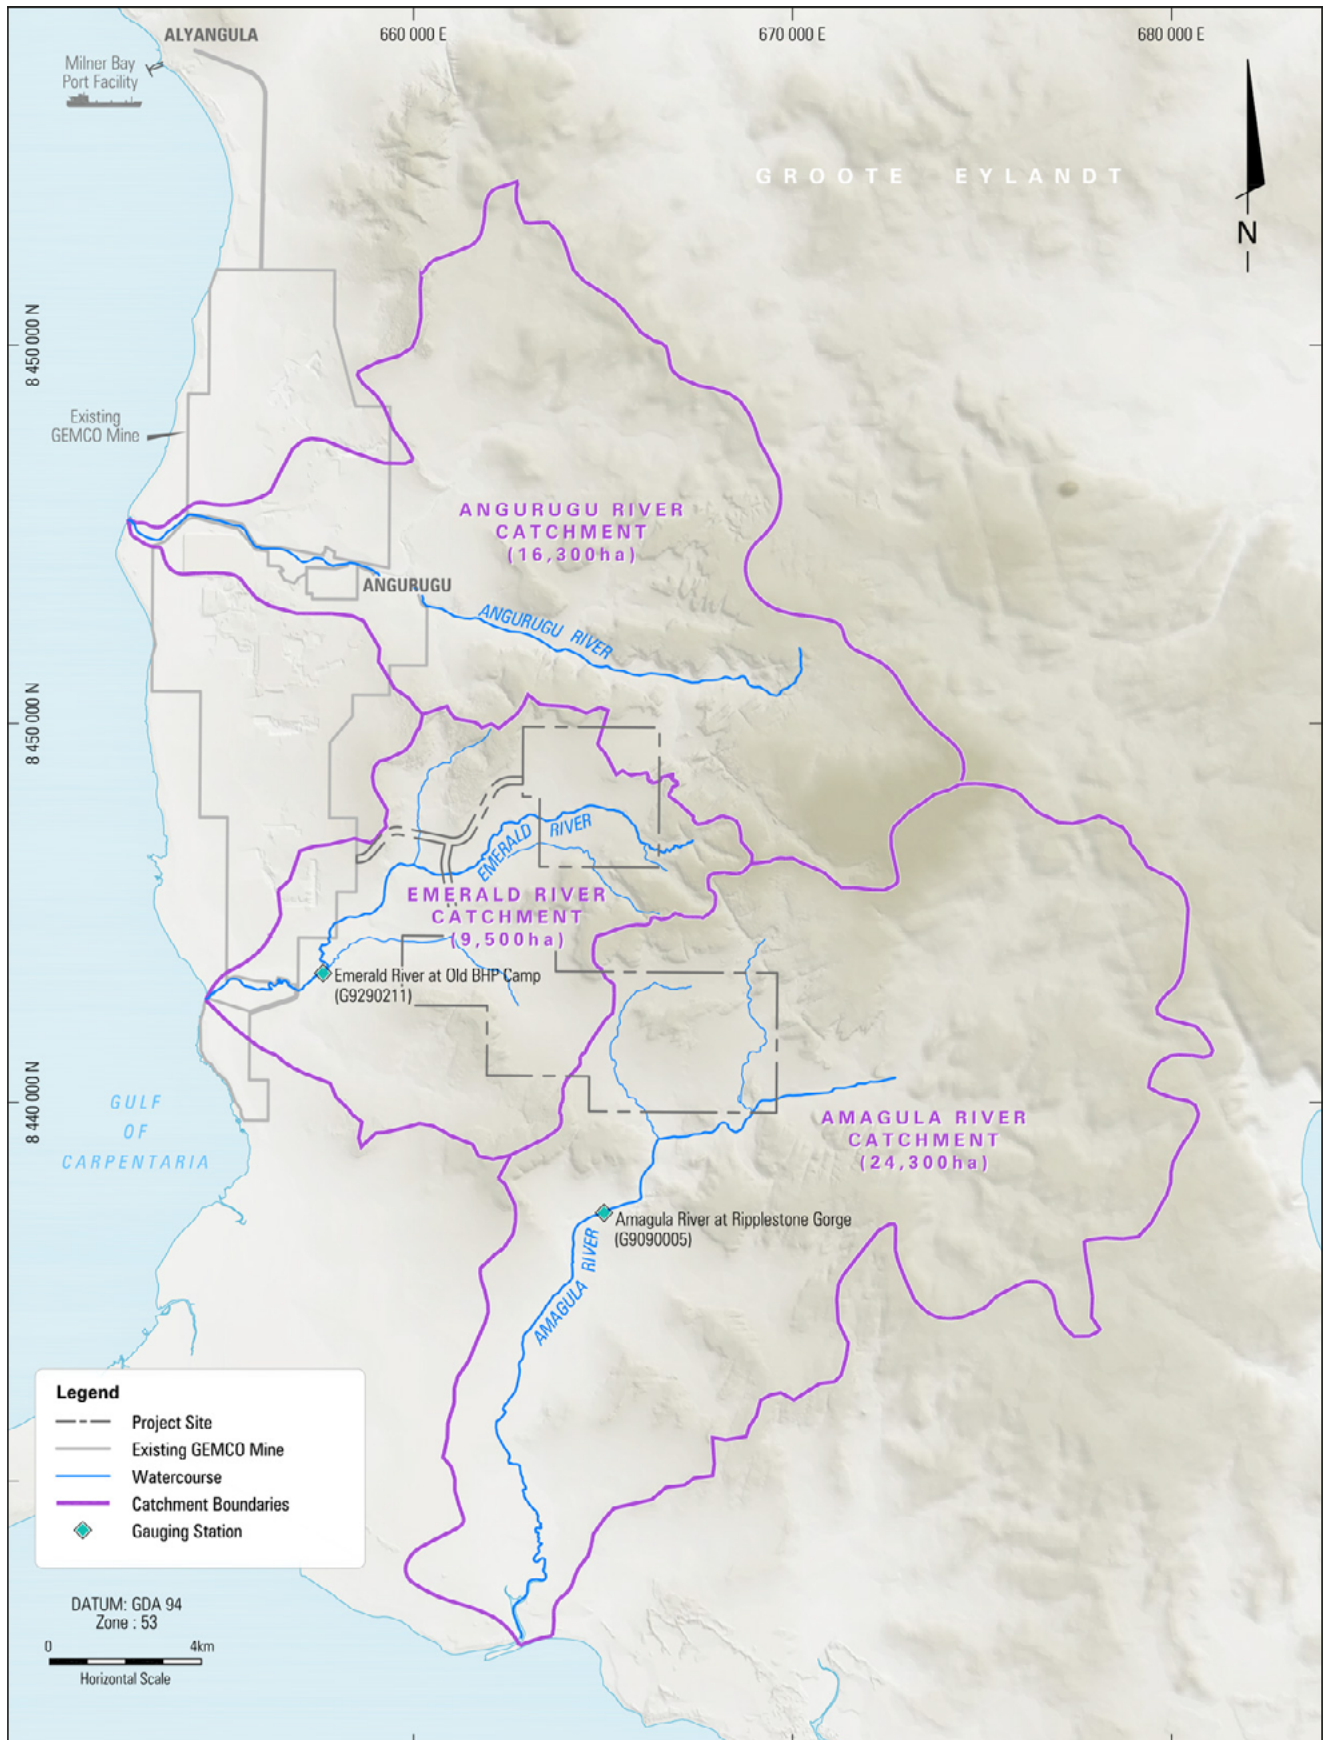 ALYANGULA
660 000 E
670 000 E
680 000 E
Milner Bay
Port Facility
GROOTE EYLANDT
N
8 450 000 N
Existing
GEMCO Mine
ANGURUGU RIVER
CATCHMENT
(16,300ha)
ANGURUGU
ANGURUGU RIVER
8 450 000 N
EMERALD RIVER
EMERALD RIVER
CATCHMENT
(9,500ha)
Emerald River at Old BHP Camp
(G9290211)
8 440 000 N
GULF
OF
CARPENTARIA
AMAGULA RIVER
CATCHMENT
(24,300ha)
Amagula River at Ripplestone Gorge
(G9090005)
AMAGULA RIVER
Legend
Project Site
Existing GEMCO Mine
Watercourse
Catchment Boundaries
Gauging Station
DATUM: GDA 94
Zone : 53
0 4km
Horizontal Scale